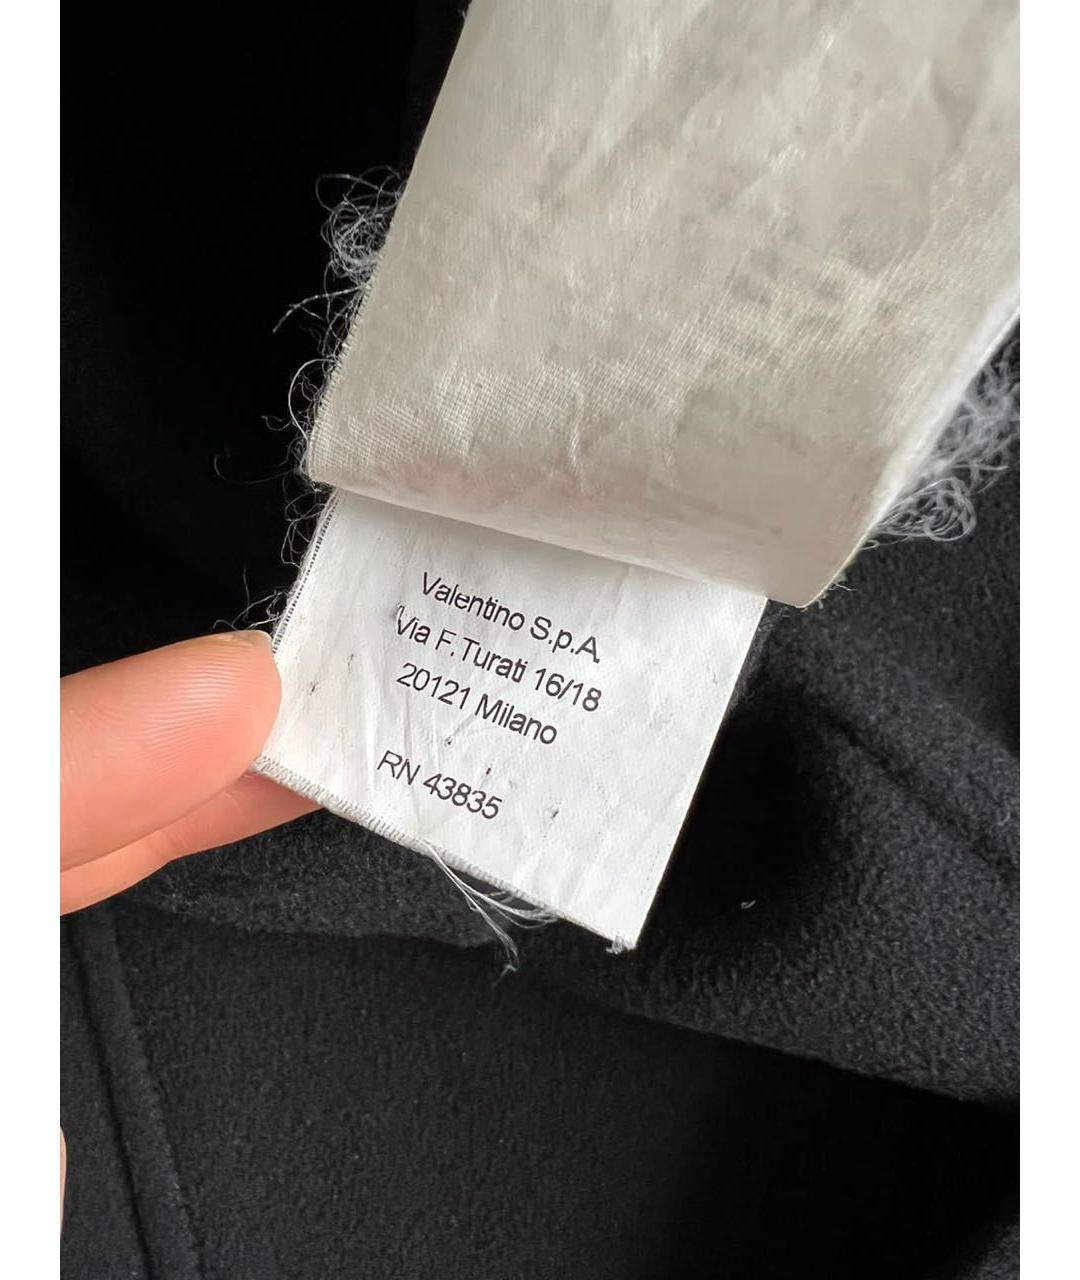 Valentino S.p.A.
Via F.Turati 16/18
20121 Milano
RN 43835